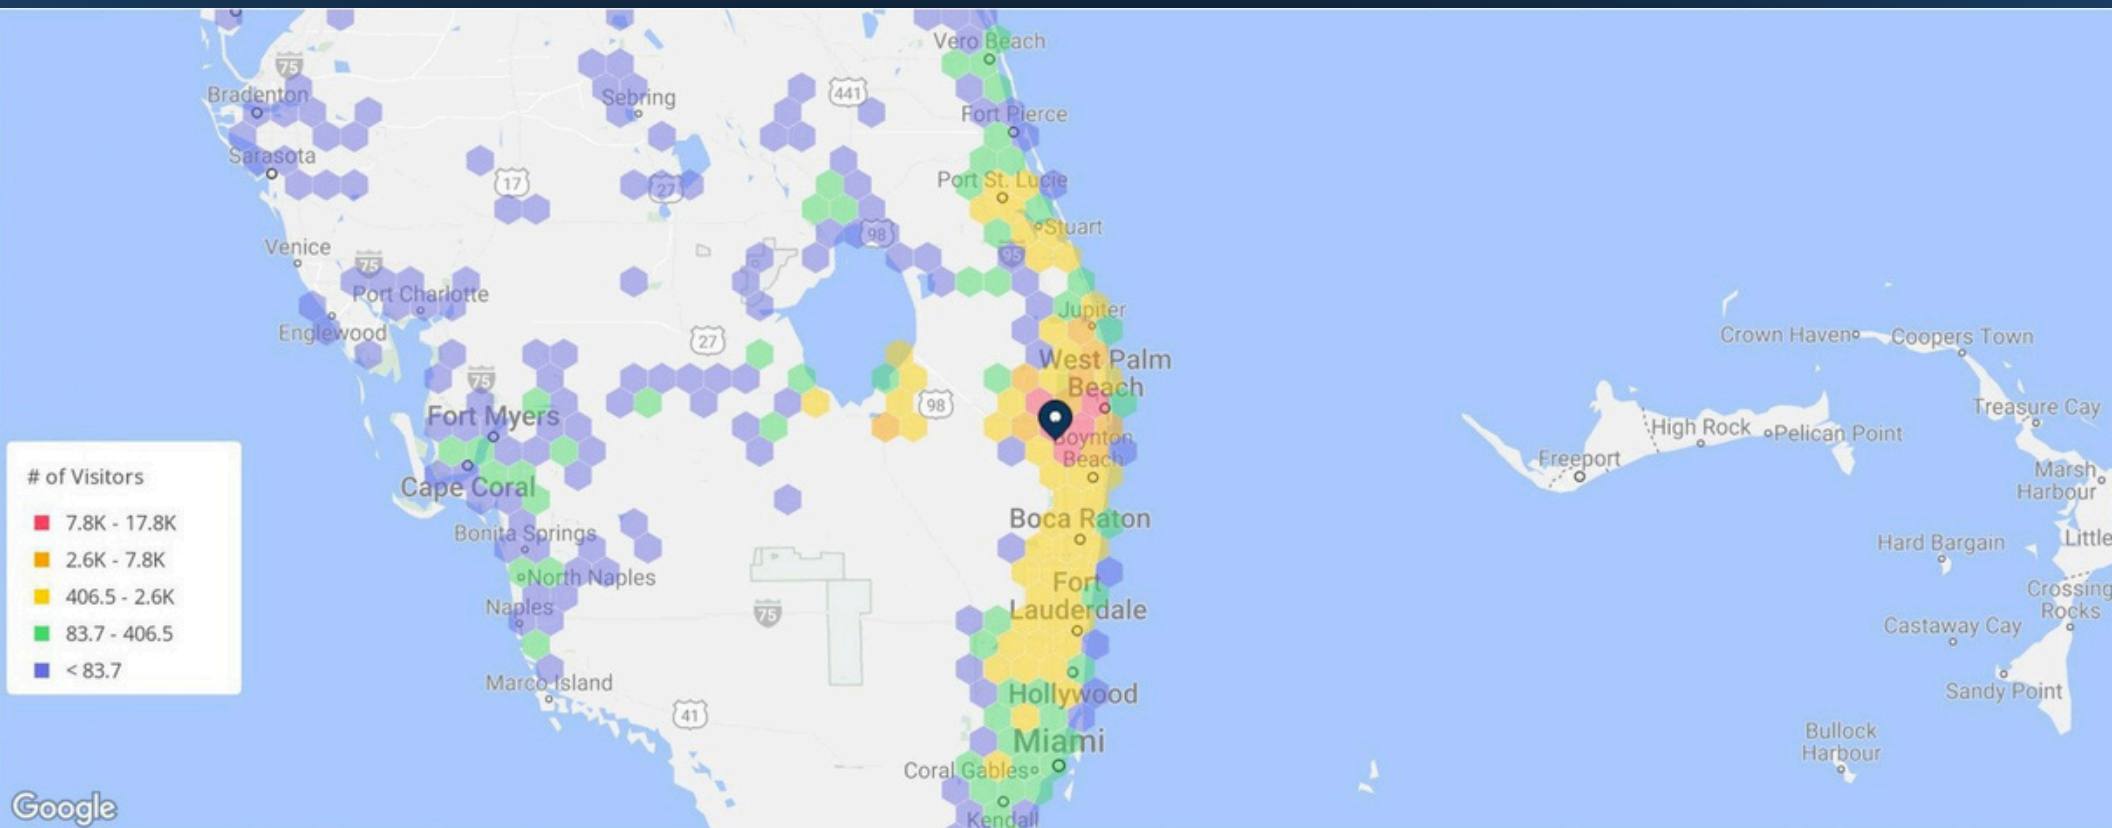 Vero Beach
75
Bradenton
Sebring
441
Fort Pierce
Sarasota
17
27
Port St. Lucie
98
Stuart
95
Venice
75
Port Charlotte
Jupiter
Englewood
27
Crown Haven
Coopers Town
West Palm
Beach
75
98
Fort Myers
Treasure Cay
High Rock
Pelican Point
Boynton
Beach
Freeport
Marsh
Harbour
# of Visitors
Cape Coral
7.8K - 17.8K
Boca Raton
Bonita Springs
Hard Bargain
Little
2.6K - 7.8K
North Naples
Fort
Lauderdale
Crossing
Rocks
406.5 - 2.6K
Naples
75
83.7 - 406.5
Castaway Cay
< 83.7
Marco Island
Hollywood
Sandy Point
41
Miami
Bullock
Harbour
Coral Gables
Google
Kendall